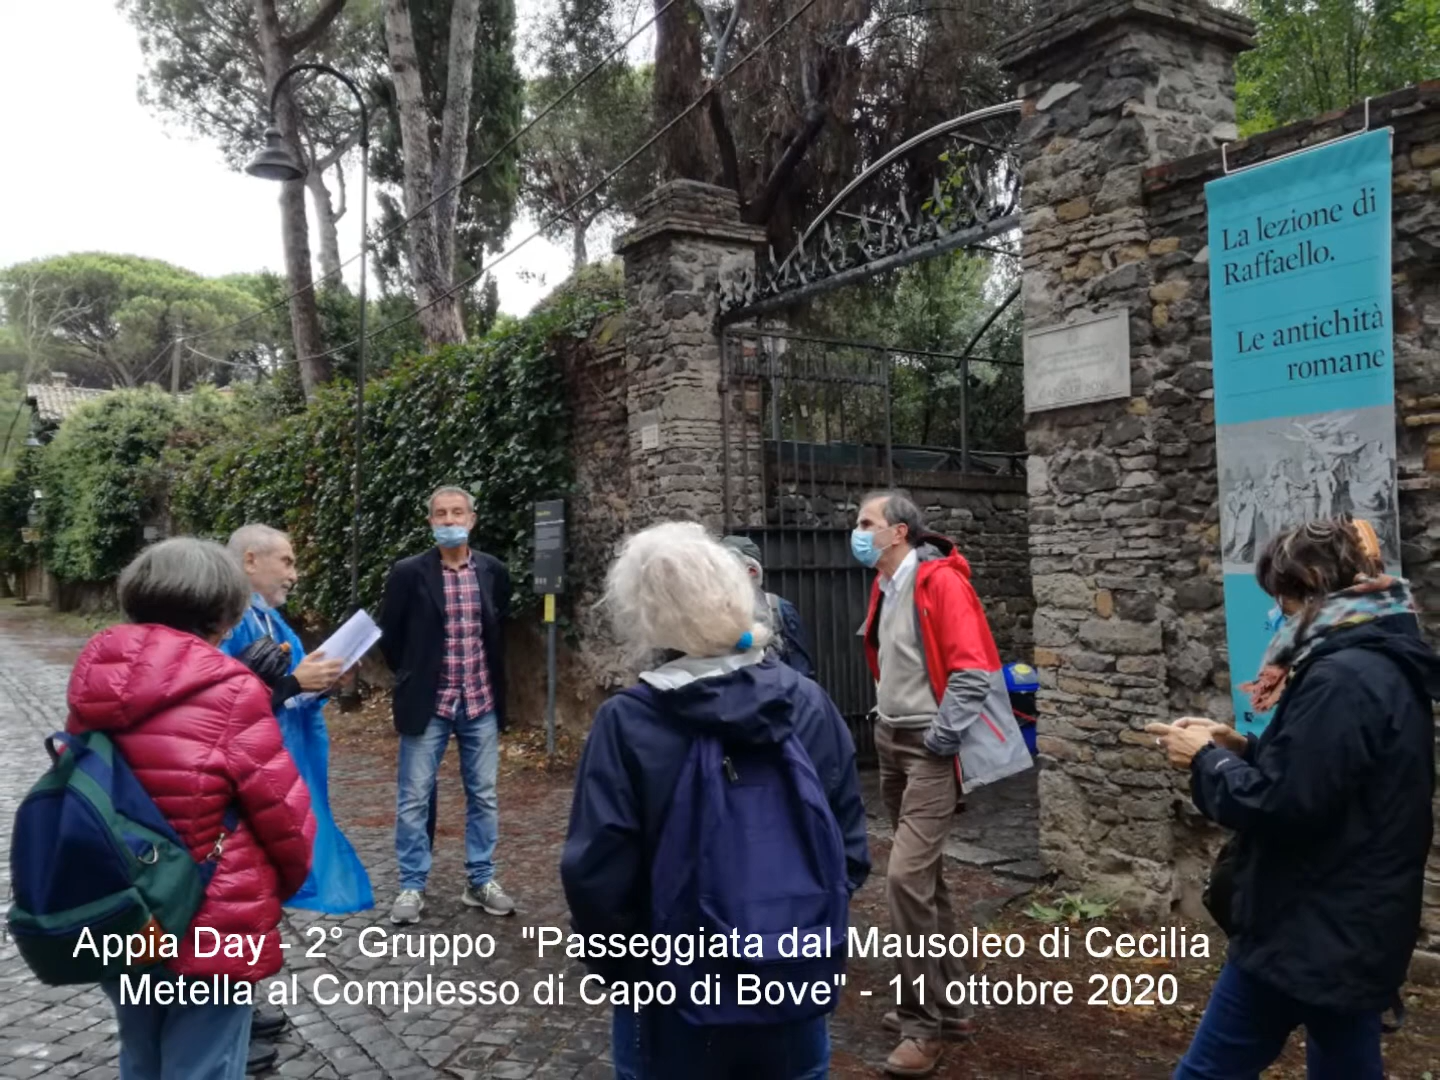 La lezione di
Raffaello.
Le antichità
romane
Appia Day - 2° Gruppo "Passeggiata dal Mausoleo di Cecilia
Metella al Complesso di Capo di Bove" - 11 ottobre 2020